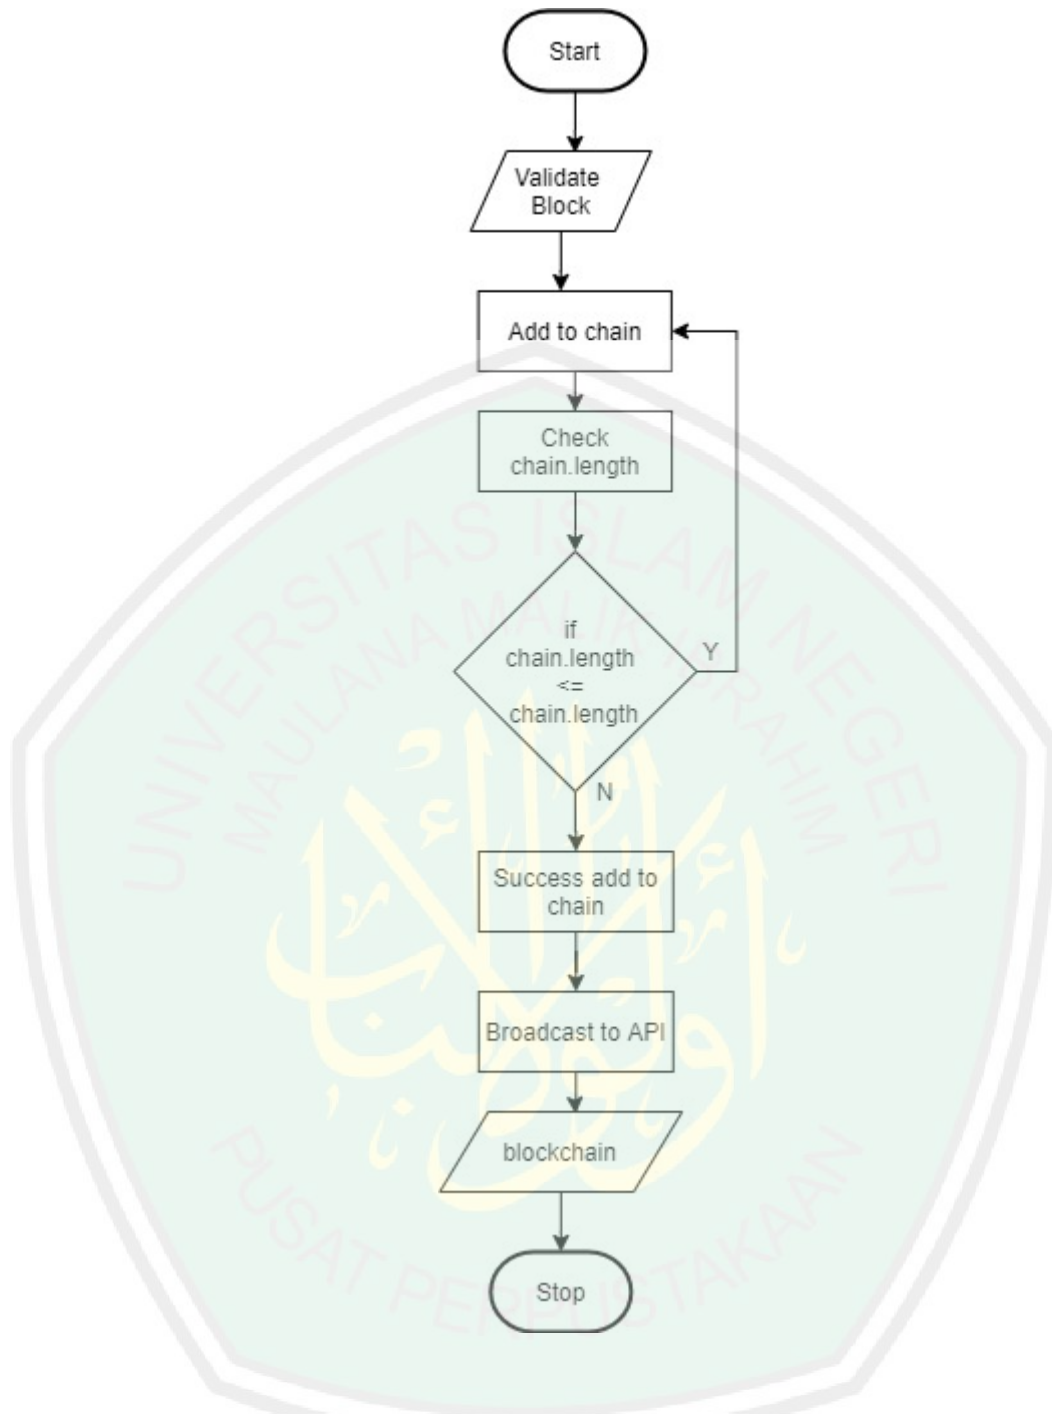 Start
Validate
Block
Add to chain
Check
chain.length
if
chain.length
<=
chain.length
Y
N
Success add to
chain
Broadcast to API
blockchain
Stop
UNIVERSITAS ISLAM NEGERI
MAULANA MALIK IBRAHIM
PUSAT PERPUSTAKAAN